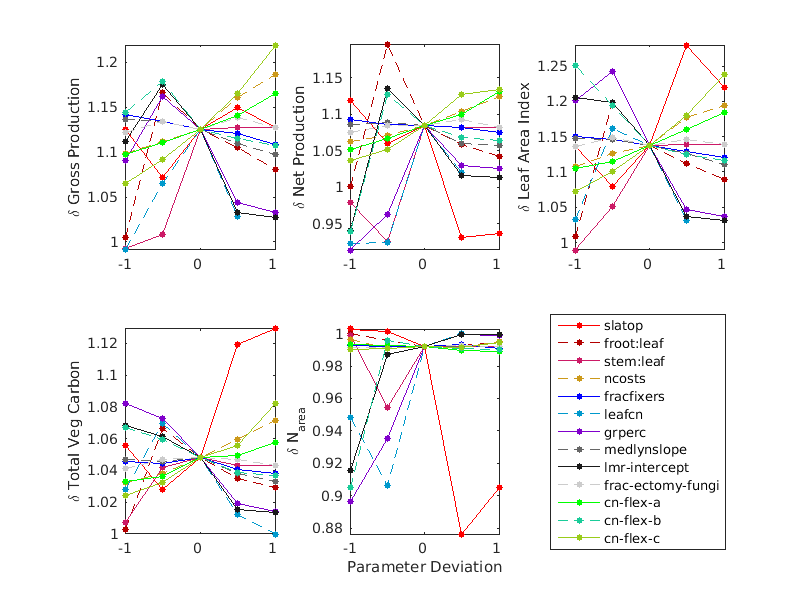 δ Gross Production
1.2
1.15
1.1
1.05
1
-1 0 1
δ Net Production
1.15
1.1
1.05
1
0.95
-1 0 1
δ Leaf Area Index
1.25
1.2
1.15
1.1
1.05
1
-1 0 1
δ Total Veg Carbon
1.12
1.1
1.08
1.06
1.04
1.02
1
-1 0 1
δ N_area
1
0.98
0.96
0.94
0.92
0.9
0.88
-1 0 1
Parameter Deviation
slatop
froot:leaf
stem:leaf
ncosts
fracfixers
leafcn
grperc
medlynslope
lmr-intercept
frac-ectomy-fungi
cn-flex-a
cn-flex-b
cn-flex-c